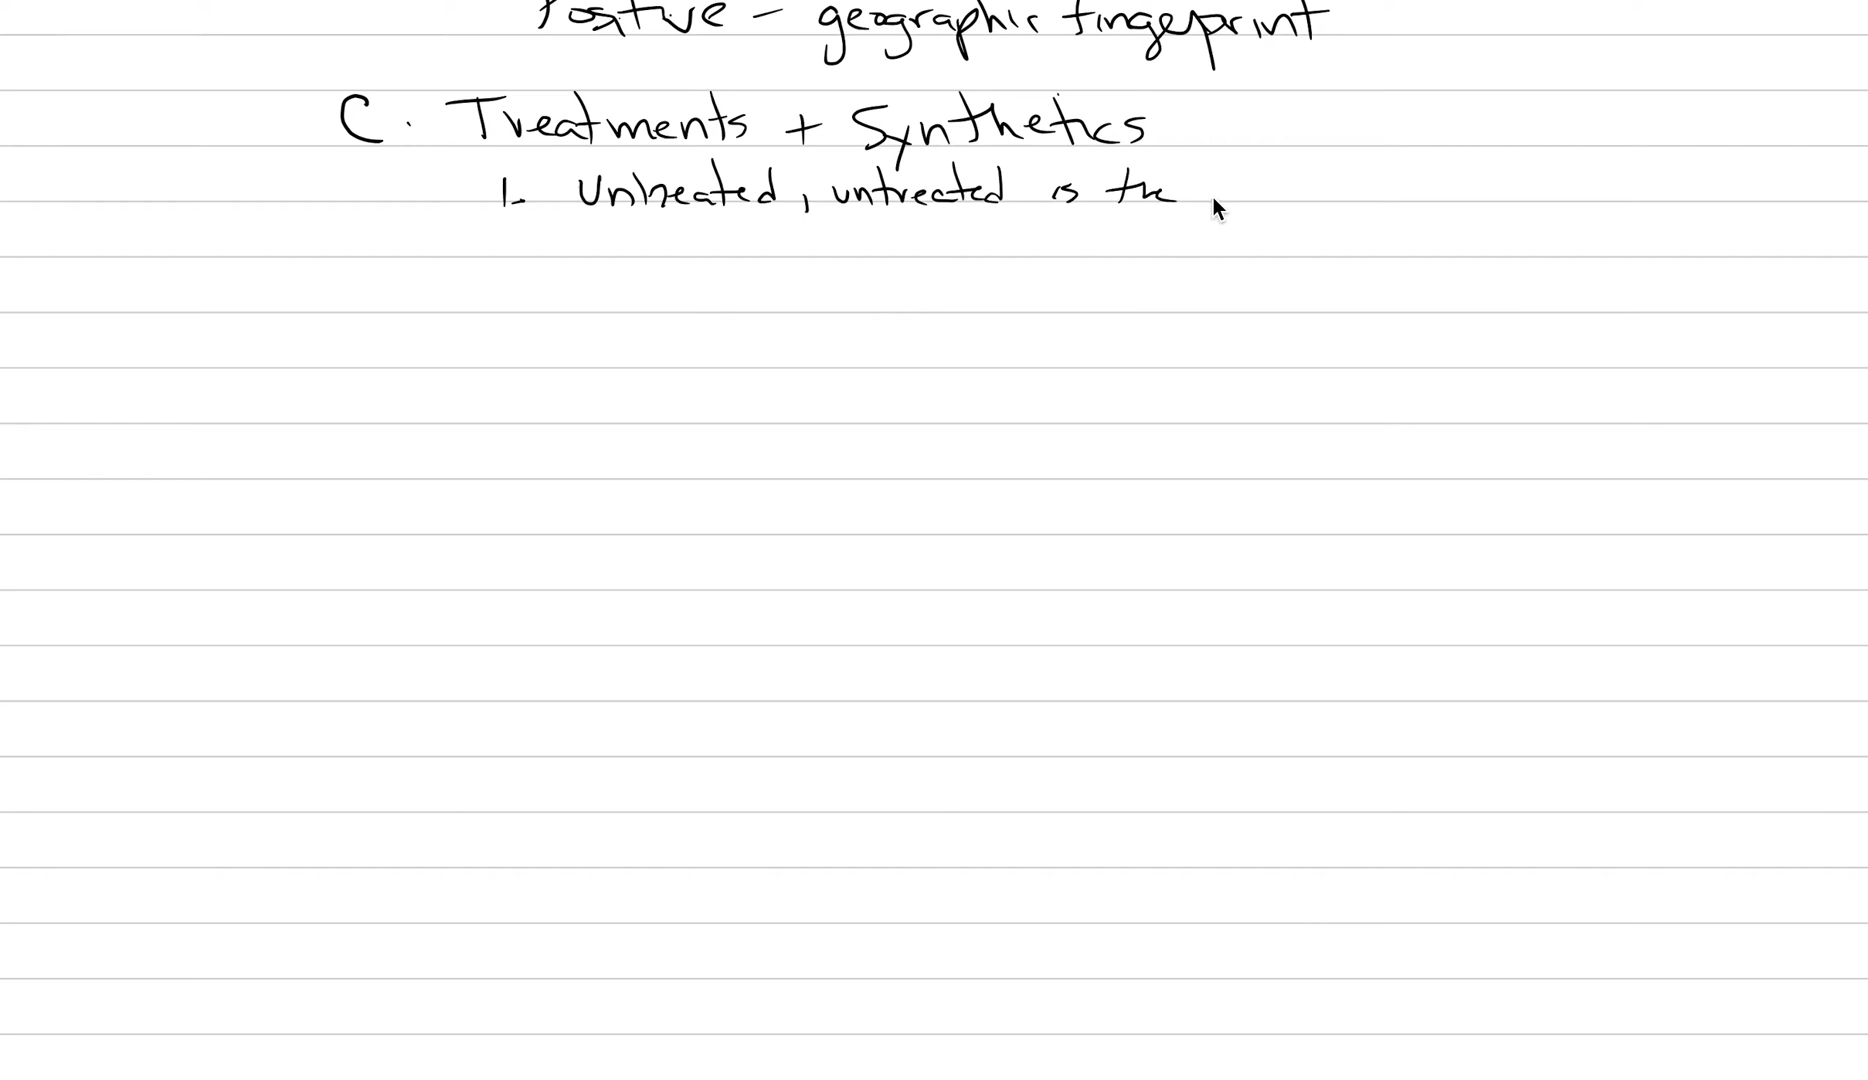 Positive - geographic fingerprint
C. Treatments + Synthetics
1. Unheated, untreated is the